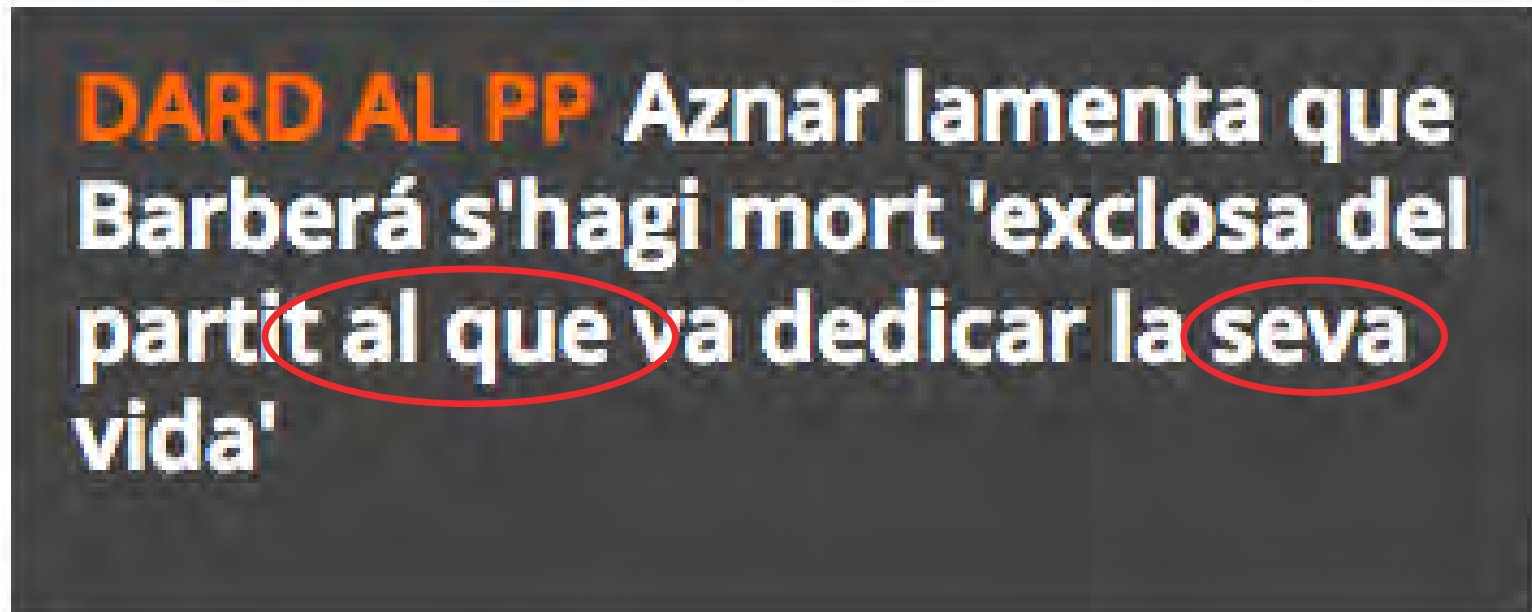 DARD AL PP Aznar lamenta que
Barberá s'hagi mort 'exclosa del
partit al que va dedicar la seva
vida'